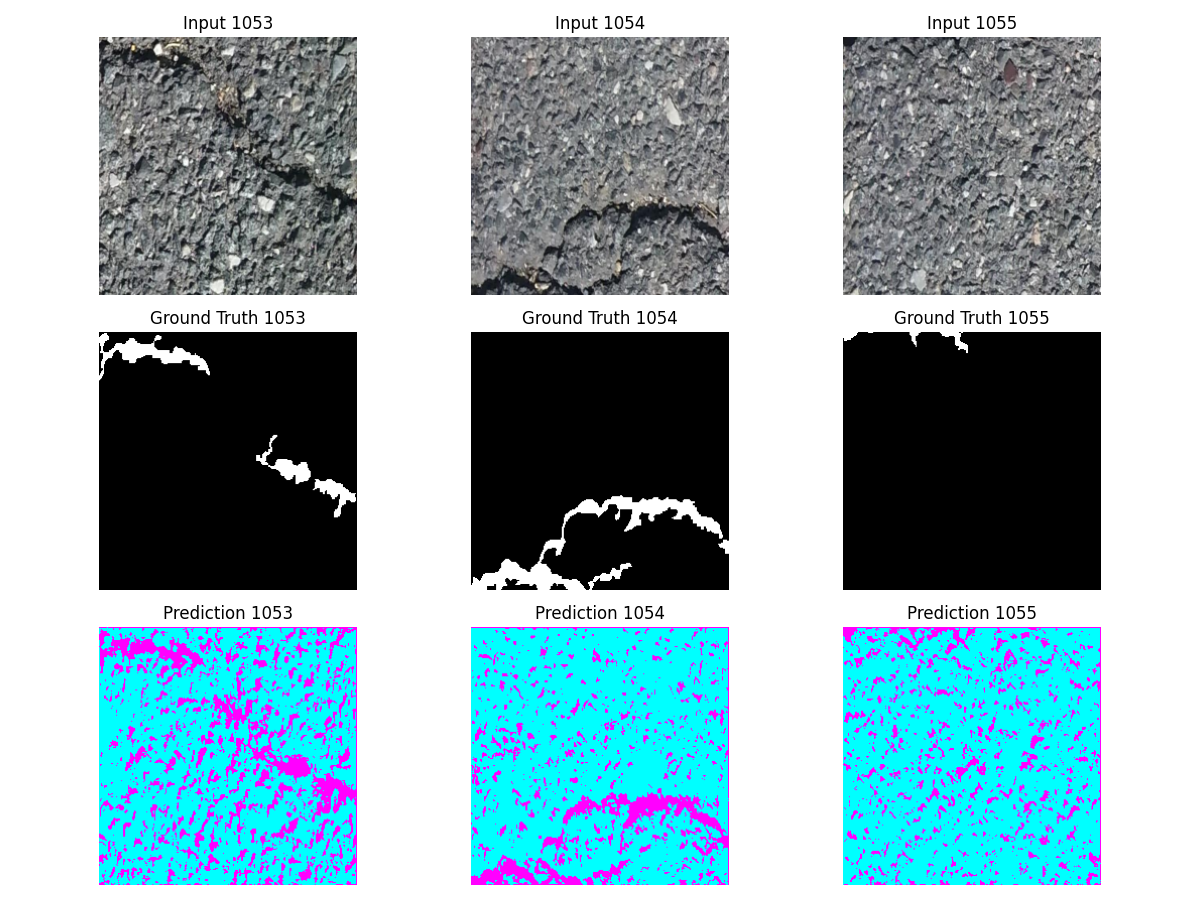 Input 1053
Input 1054
Input 1055
Ground Truth 1053
Ground Truth 1054
Ground Truth 1055
Prediction 1053
Prediction 1054
Prediction 1055